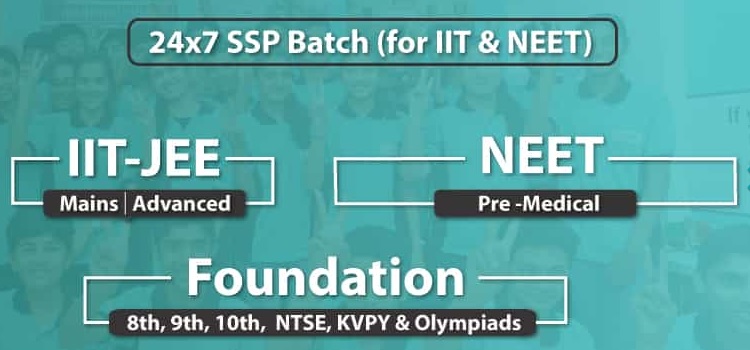 24x7 SSP Batch (for IIT & NEET)
IIT-JEE
Mains | Advanced
NEET
Pre -Medical
Foundation
8th, 9th, 10th, NTSE, KVPY & Olympiads
If